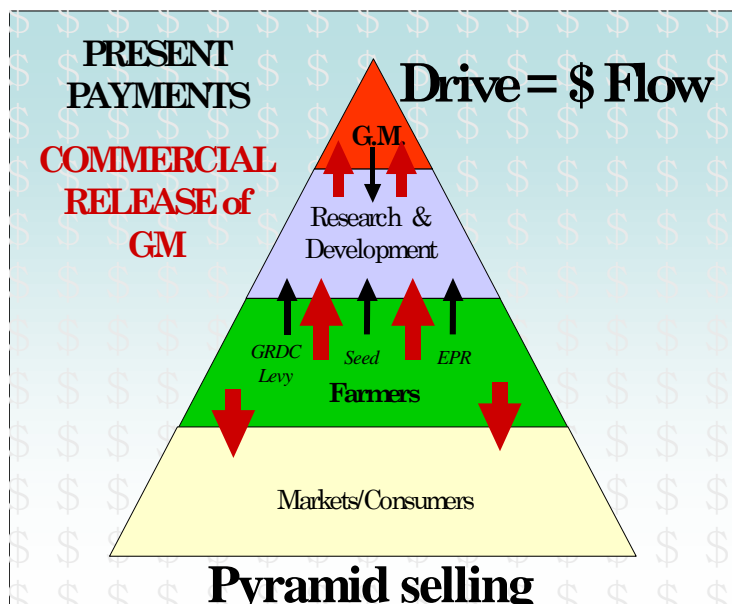 PRESENT
PAYMENTS
Drive = $ Flow
COMMERCIAL
RELEASE of
GM
G.M.
Research &
Development
GRDC
Levy
Seed
EPR
Farmers
Markets/Consumers
Pyramid selling